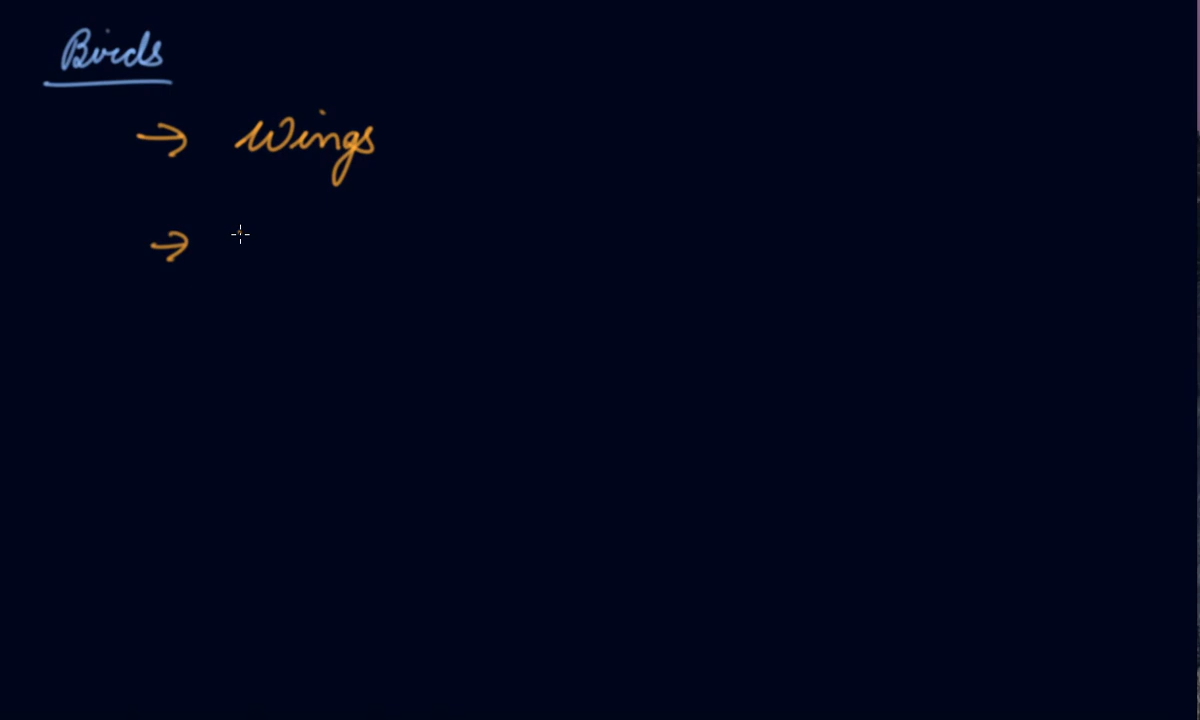 Birds
→ Wings
→